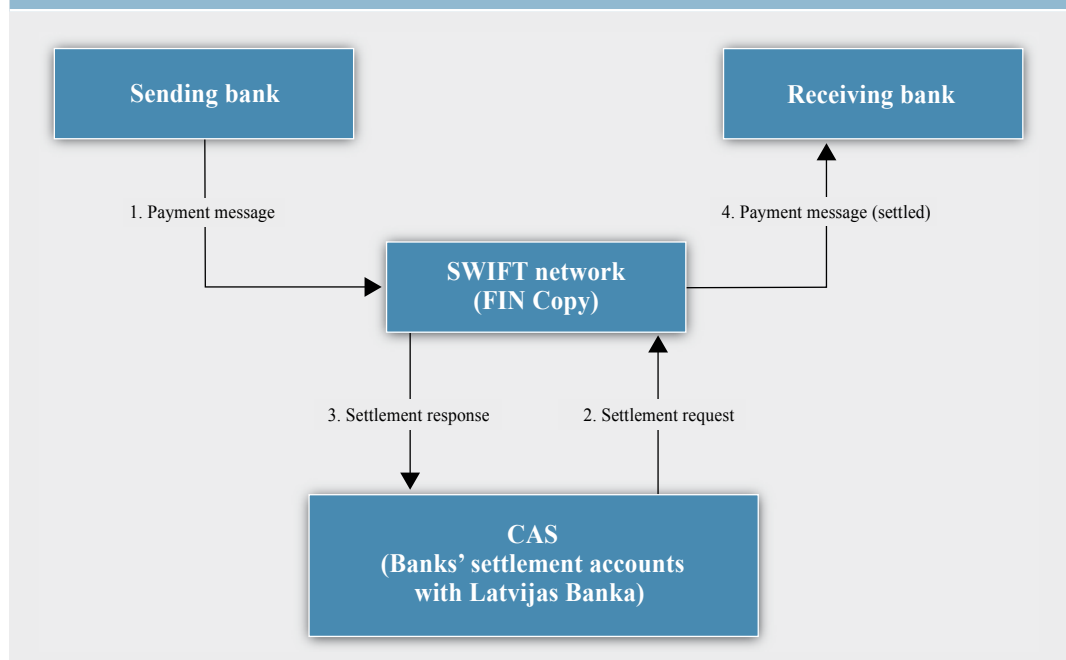 Sending bank
Receiving bank
1. Payment message
4. Payment message (settled)
SWIFT network
(FIN Copy)
3. Settlement response
2. Settlement request
CAS
(Banks’ settlement accounts
with Latvijas Banka)